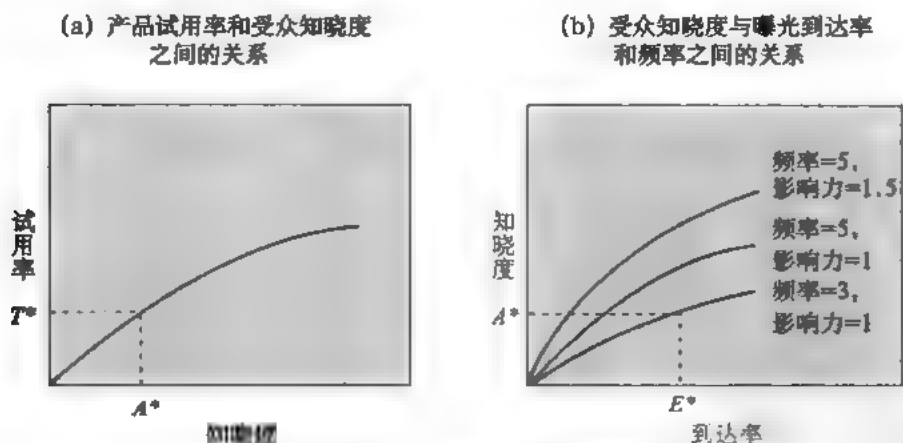 (a) 产品试用率和受众知晓度
之间的关系
(b) 受众知晓度与曝光到达率
和频率之间的关系
试用率
T*
A*
知晓度
A*
频率=5,
影响力=1.5
频率=5,
影响力=1
频率=3,
影响力=1
E*
到达率